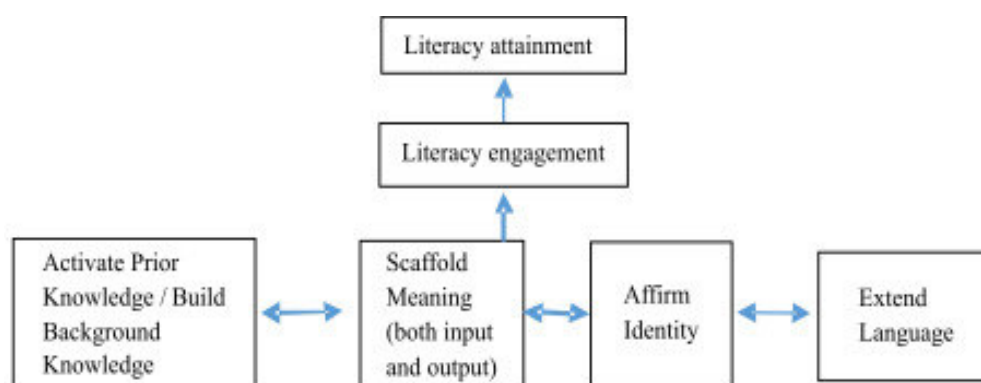 Literacy attainment
Literacy engagement
Activate Prior
Knowledge / Build
Background
Knowledge
Scaffold
Meaning
(both input
and output)
Affirm
Identity
Extend
Language